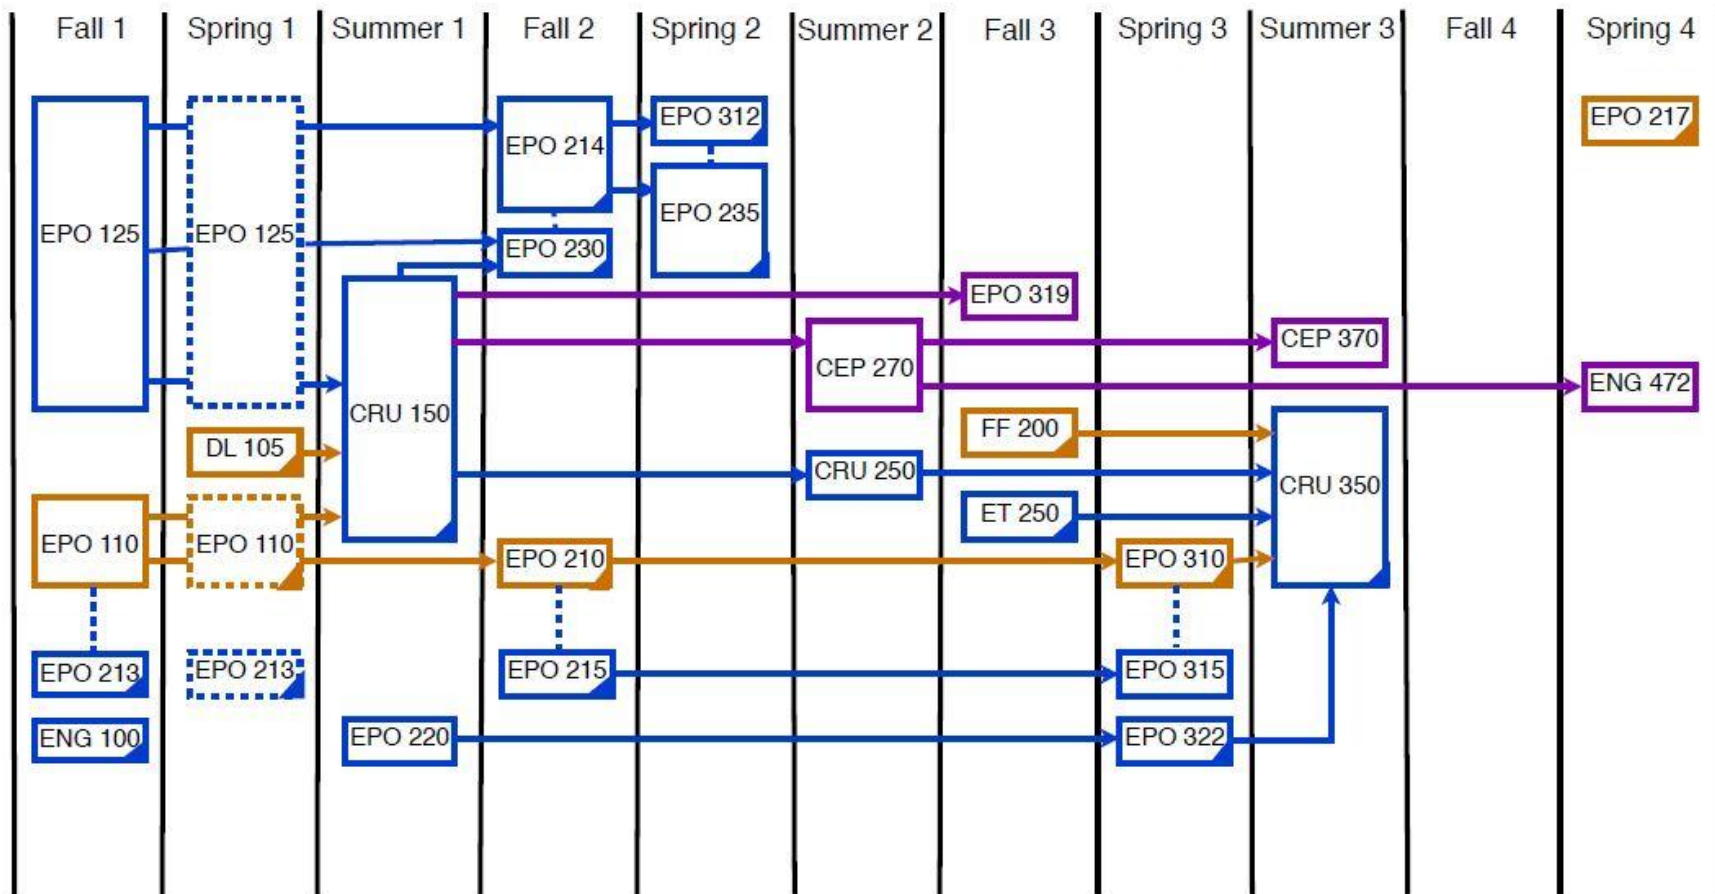 Fall 1
Spring 1
Summer 1
Fall 2
Spring 2
Summer 2
Fall 3
Spring 3
Summer 3
Fall 4
Spring 4
EPO 125
EPO 110
EPO 213
ENG 100
EPO 125
DL 105
EPO 110
EPO 213
CRU 150
EPO 220
EPO 214
EPO 230
EPO 210
EPO 215
EPO 312
EPO 235
CEP 270
CRU 250
EPO 319
FF 200
ET 250
EPO 310
EPO 315
EPO 322
CEP 370
CRU 350
EPO 217
ENG 472